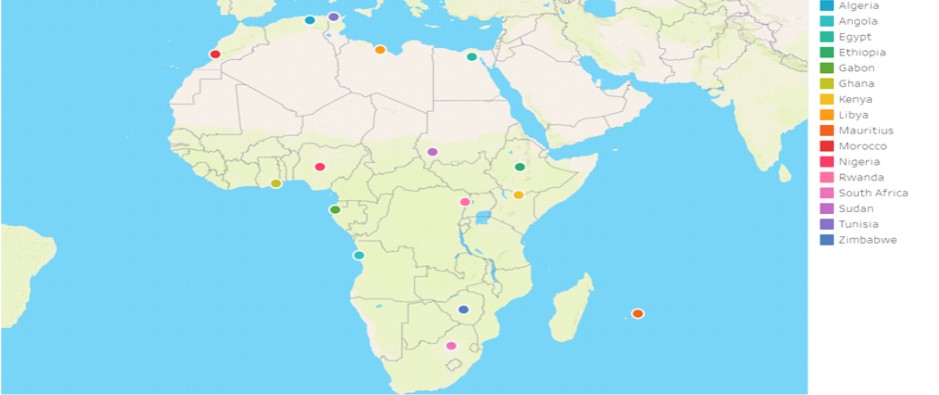 Algeria
Angola
Egypt
Ethiopia
Gabon
Ghana
Kenya
Libya
Mauritius
Morocco
Nigeria
Rwanda
South Africa
Sudan
Tunisia
Zimbabwe